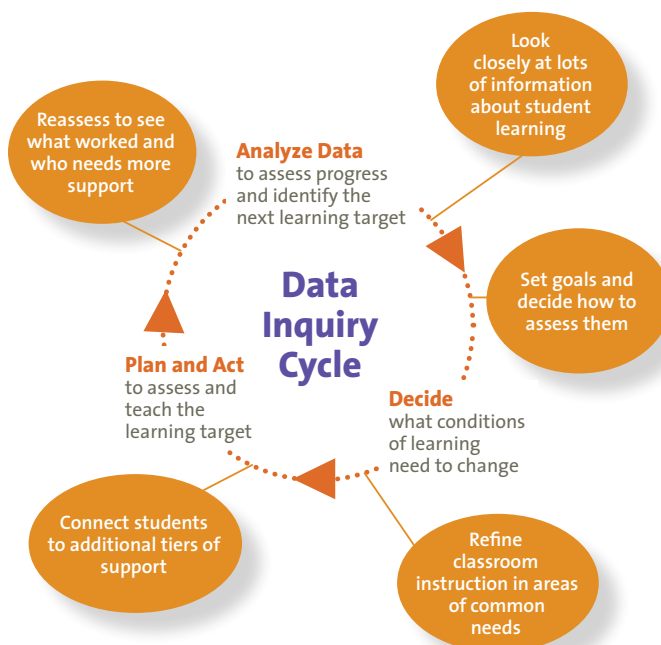 Look
closely at lots
of information
about student
learning
Reassess to see
what worked and
who needs more
support
Analyze Data
to assess progress
and identify the
next learning target
Set goals and
decide how to
assess them
Data
Inquiry
Cycle
Plan and Act
to assess and
teach the
learning target
Decide
what conditions
of learning
need to change
Connect students
to additional tiers of
support
Refine
classroom
instruction in areas
of common
needs